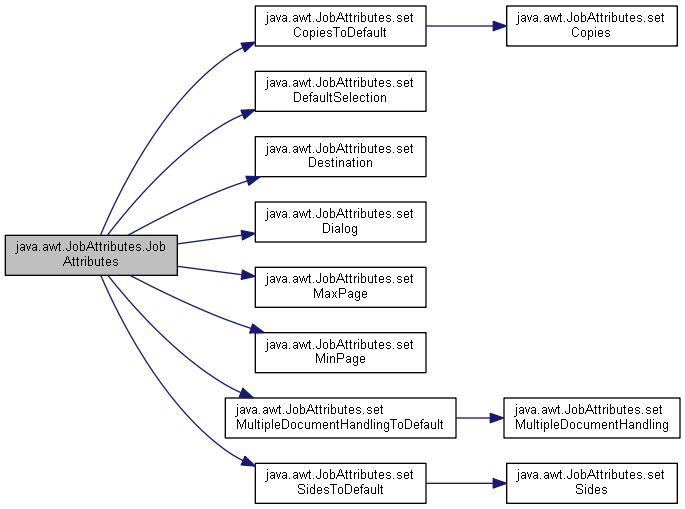 java.awt.JobAttributes.set
CopiesToDefault
java.awt.JobAttributes.set
Copies
java.awt.JobAttributes.set
DefaultSelection
java.awt.JobAttributes.set
Destination
java.awt.JobAttributes.set
Dialog
java.awt.JobAttributes.Job
Attributes
java.awt.JobAttributes.set
MaxPage
java.awt.JobAttributes.set
MinPage
java.awt.JobAttributes.set
MultipleDocumentHandlingToDefault
java.awt.JobAttributes.set
MultipleDocumentHandling
java.awt.JobAttributes.set
SidesToDefault
java.awt.JobAttributes.set
Sides